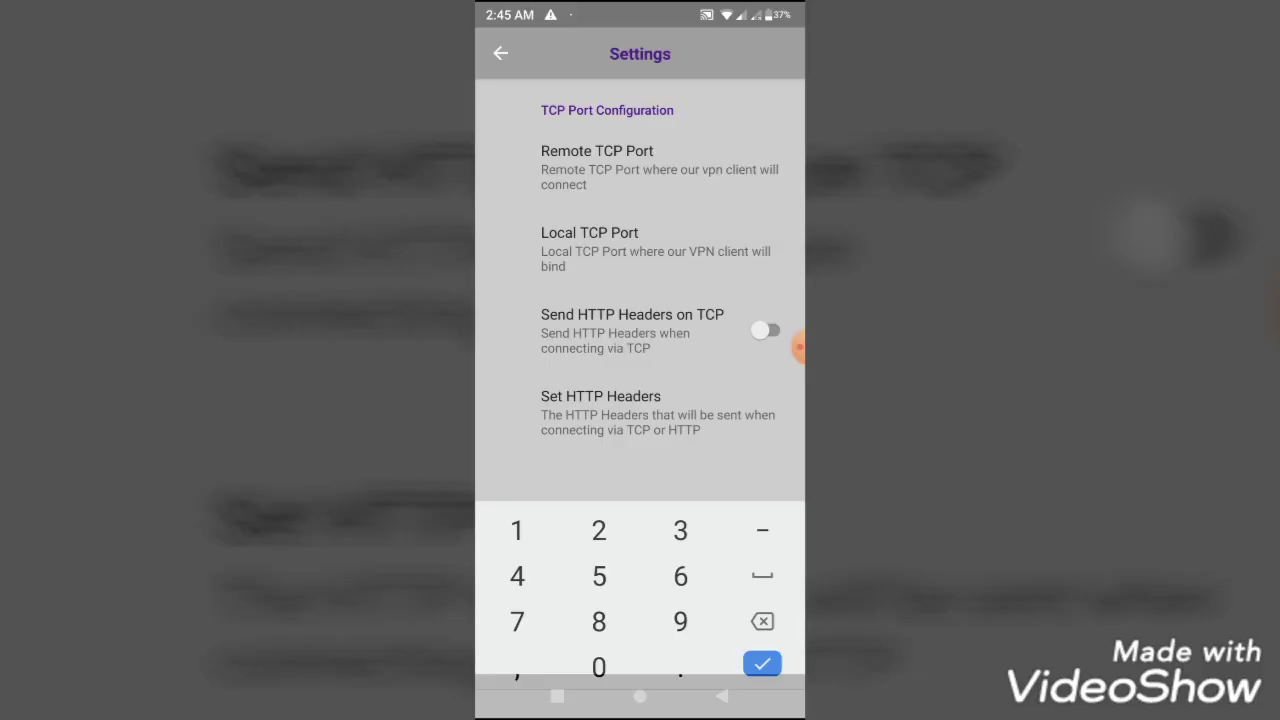 2:45 AM
37%
Settings
TCP Port Configuration
Remote TCP Port
Remote TCP Port where our vpn client will
connect
Local TCP Port
Local TCP Port where our VPN client will
bind
Send HTTP Headers on TCP
Send HTTP Headers when
connecting via TCP
Set HTTP Headers
The HTTP Headers that will be sent when
connecting via TCP or HTTP
1 2 3 -
4 5 6
7 8 9
, 0 .
Made with
VideoShow